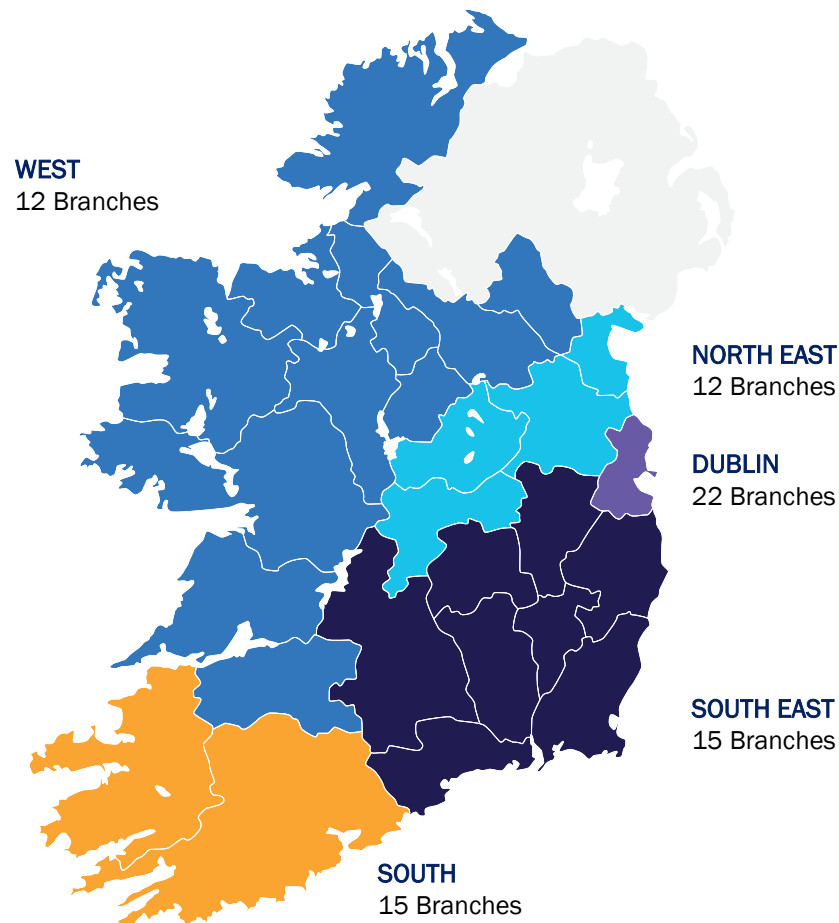 WEST
12 Branches
NORTH EAST
12 Branches
DUBLIN
22 Branches
SOUTH EAST
15 Branches
SOUTH
15 Branches